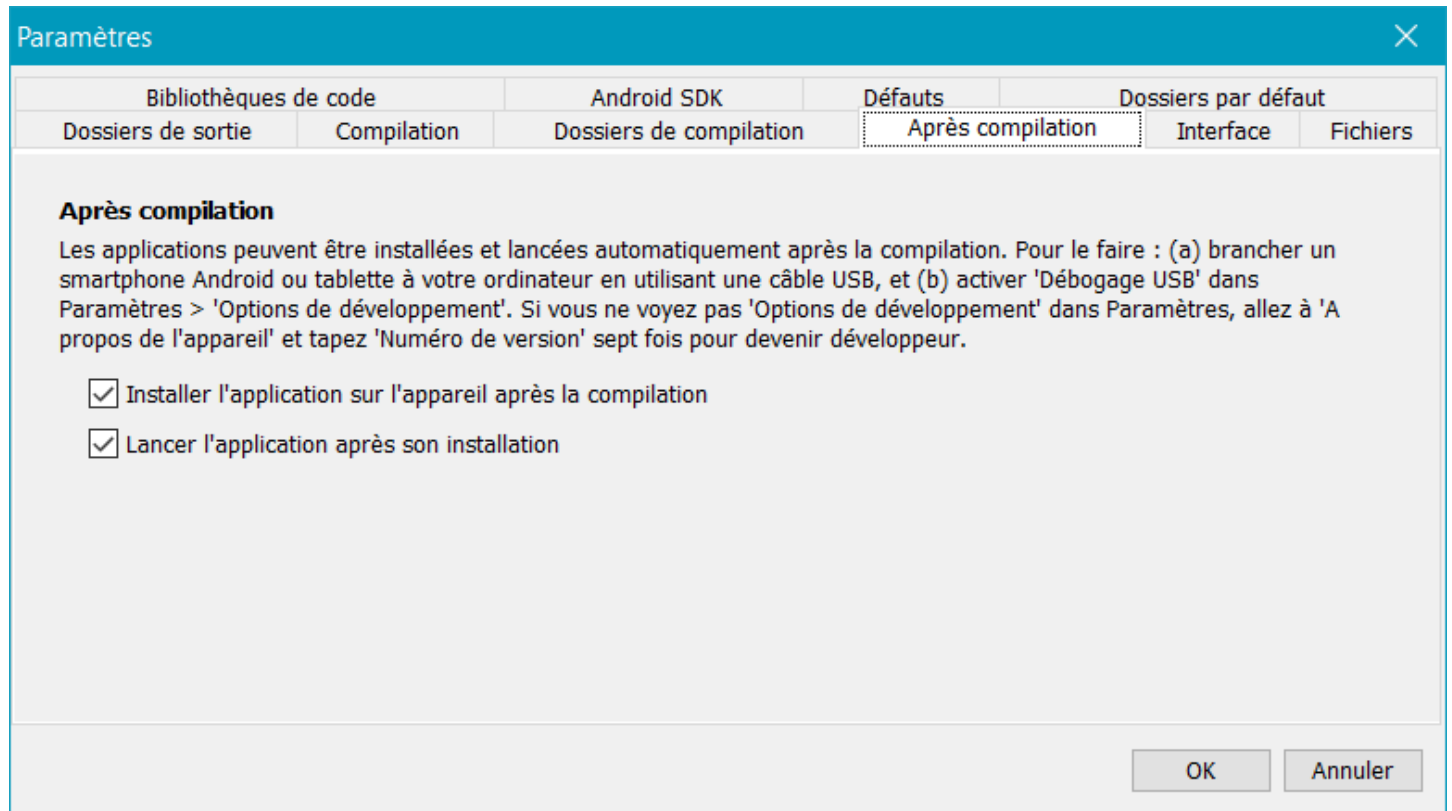 Paramètres
Bibliothèques de code Android SDK Défauts Dossiers par défaut
Dossiers de sortie Compilation Dossiers de compilation Après compilation Interface Fichiers
Après compilation
Les applications peuvent être installées et lancées automatiquement après la compilation. Pour le faire : (a) brancher un
smartphone Android ou tablette à votre ordinateur en utilisant une câble USB, et (b) activer 'Débogage USB' dans
Paramètres > 'Options de développement'. Si vous ne voyez pas 'Options de développement' dans Paramètres, allez à 'A
propos de l'appareil' et tapez 'Numéro de version' sept fois pour devenir développeur.
Installer l'application sur l'appareil après la compilation
Lancer l'application après son installation
OK Annuler